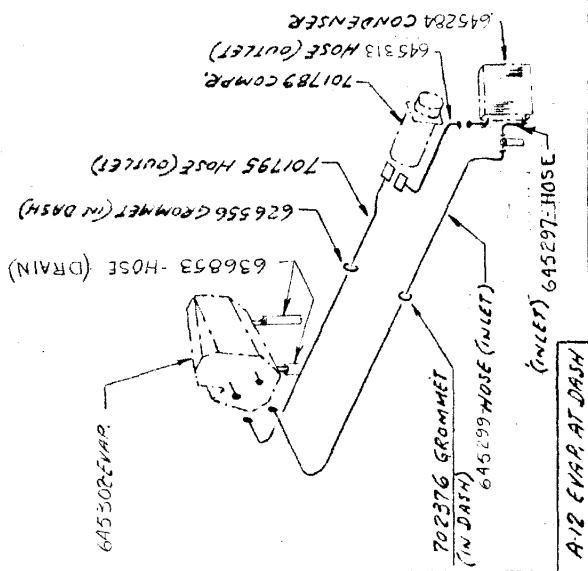 645284 CONDENSER
645313 HOSE (OUTLET)
701789 COMPR.
701795 HOSE (OUTLET)
626556 GROMMET (IN DASH)
636853 - HOSE (DRAIN)
645302-EVAP.
702376 GROMMET
(IN DASH)
645299-HOSE (INLET)
(INLET) 645297-HOSE
A-12 EVAP. AT DASH